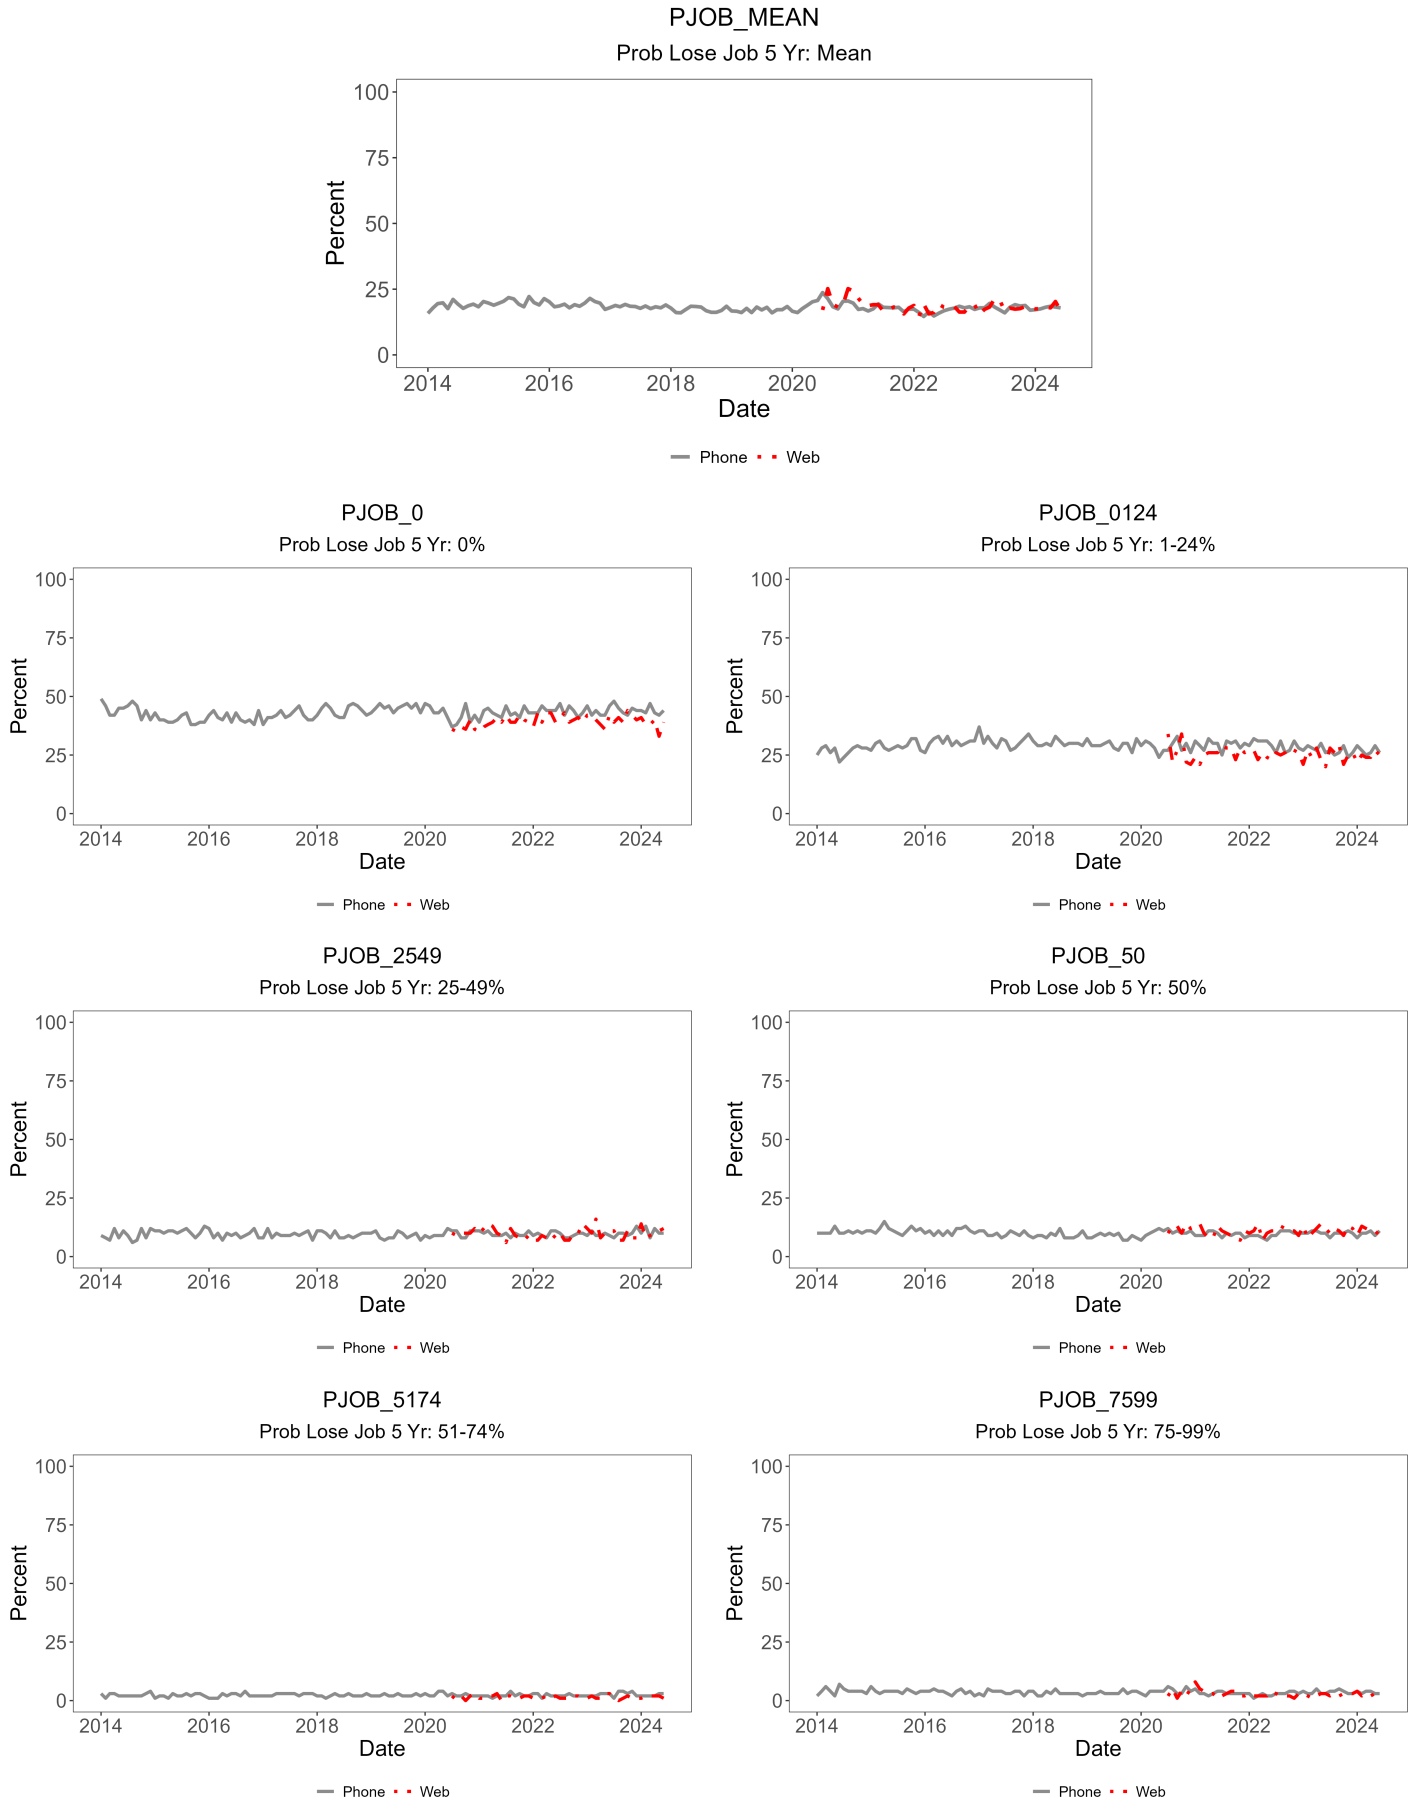 PJOB_MEAN
Prob Lose Job 5 Yr: Mean
100
75
50
25
0
Percent
2014 2016 2018 2020 2022 2024
Date
Phone Web
PJOB_0
Prob Lose Job 5 Yr: 0%
100
75
50
25
0
Percent
2014 2016 2018 2020 2022 2024
Date
Phone Web
PJOB_0124
Prob Lose Job 5 Yr: 1-24%
100
75
50
25
0
Percent
2014 2016 2018 2020 2022 2024
Date
Phone Web
PJOB_2549
Prob Lose Job 5 Yr: 25-49%
100
75
50
25
0
Percent
2014 2016 2018 2020 2022 2024
Date
Phone Web
PJOB_50
Prob Lose Job 5 Yr: 50%
100
75
50
25
0
Percent
2014 2016 2018 2020 2022 2024
Date
Phone Web
PJOB_5174
Prob Lose Job 5 Yr: 51-74%
100
75
50
25
0
Percent
2014 2016 2018 2020 2022 2024
Date
Phone Web
PJOB_7599
Prob Lose Job 5 Yr: 75-99%
100
75
50
25
0
Percent
2014 2016 2018 2020 2022 2024
Date
Phone Web